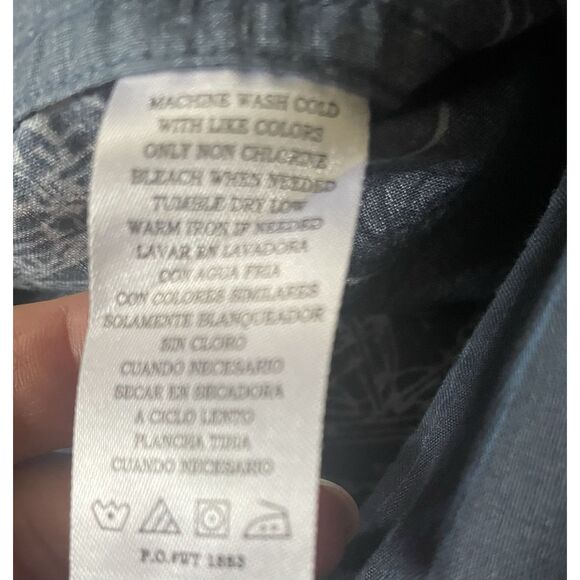 MACHINE WASH COLD
WITH LIKE COLORS
ONLY NON CHLORINE
BLEACH WHEN NEEDED
TUMBLE DRY LOW
WARM IRON IF NEEDED
LAVAR EN LAVADORA
CON AGUA FRIA
CON COLORES SIMILARES
SOLAMENTE BLANQUEADOR
SIN CLORO
CUANDO NECESARIO
SECAR EN SECADORA
A CICLO LENTO
PLANCHA TIBIA
CUANDO NECESARIO